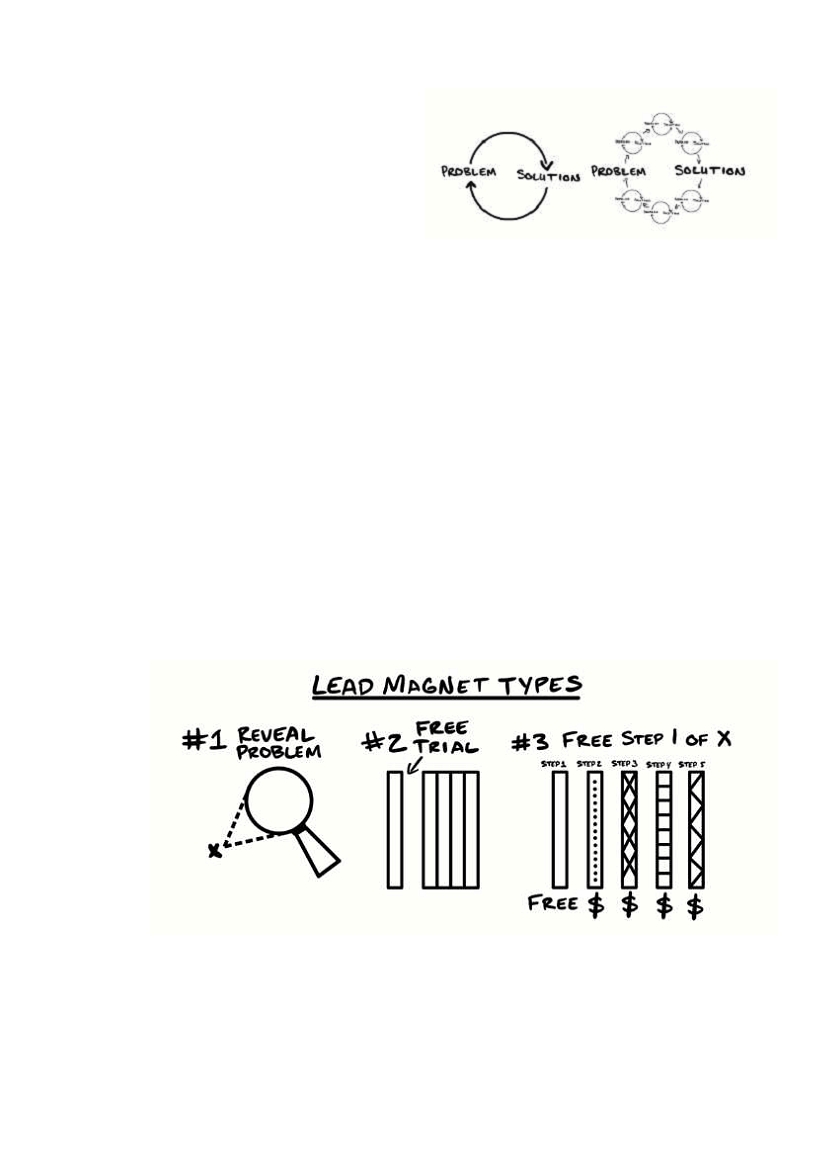 PROBLEM SOLUTION PROBLEM SOLUTION
LEAD MAGNET TYPES
#1 REVEAL PROBLEM
#2 FREE TRIAL
#3 FREE STEP 1 OF X
STEP 1 STEP 2 STEP 3 STEP 4 STEP 5
FREE $ $ $ $
X